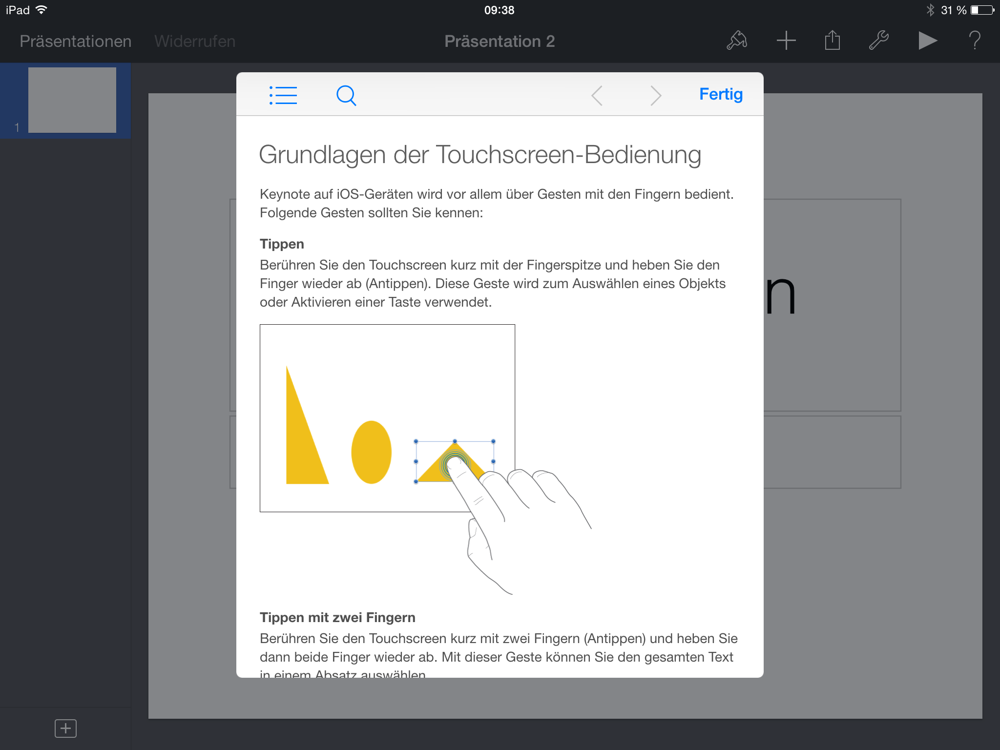 iPad 09:38 31 %
Präsentationen Widerrufen Präsentation 2
1
Fertig
Grundlagen der Touchscreen-Bedienung
Keynote auf iOS-Geräten wird vor allem über Gesten mit den Fingern bedient.
Folgende Gesten sollten Sie kennen:
Tippen
Berühren Sie den Touchscreen kurz mit der Fingerspitze und heben Sie den
Finger wieder ab (Antippen). Diese Geste wird zum Auswählen eines Objekts
oder Aktivieren einer Taste verwendet.
n
Tippen mit zwei Fingern
Berühren Sie den Touchscreen kurz mit zwei Fingern (Antippen) und heben Sie
dann beide Finger wieder ab. Mit dieser Geste können Sie den gesamten Text
in einem Absatz auswählen